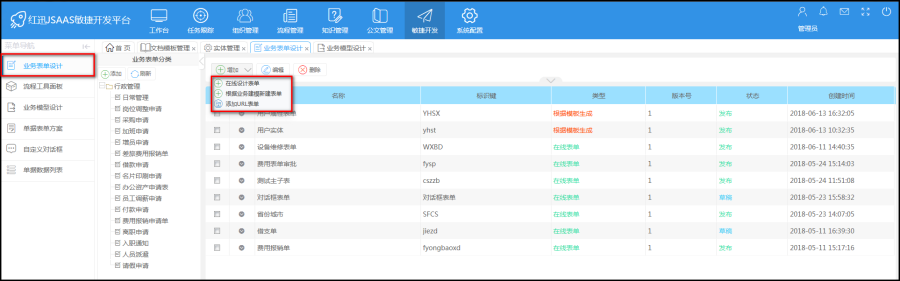 红迅JSAAS敏捷开发平台
工作台 任务跟踪 组织管理 流程管理 知识管理 公文管理 敏捷开发 系统配置
管理员
菜单导航
业务表单设计
流程工具面板
业务模型设计
单据表单方案
自定义对话框
单据数据列表
首 页 文档模板管理 × 实体管理 × 业务表单设计 × 业务模型设计 ×
业务表单分类
添加 刷新
行政管理
日常管理
岗位调整申请
采购申请
加班申请
增员申请
差旅费用报销单
借款申请
名片印刷申请
办公资产申请表
员工调薪申请
付款申请
费用报销申请单
离职申请
入职通知
人员派遣
请假申请
增加 编辑 删除
在线设计表单
根据业务建模新建表单
添加URL表单
名称 标识键 类型 版本号 状态 创建时间
YHSX 根据模板生成 1 发布 2018-06-13 16:32:05
用户实体 yhst 根据模板生成 1 发布 2018-06-13 10:32:35
设备维修表单 WXBD 在线表单 1 发布 2018-06-11 14:40:35
费用表单审批 fysp 在线表单 1 发布 2018-05-24 15:14:03
测试主子表 cszzb 在线表单 1 发布 2018-05-24 11:51:08
对话框表单 对话框表单 在线表单 1 草稿 2018-05-23 15:58:32
省份城市 SFCS 在线表单 1 发布 2018-05-23 14:07:05
借支单 jiezd 在线表单 1 草稿 2018-05-11 16:39:30
费用报销单 fyongbaoxd 在线表单 1 发布 2018-05-11 15:17:16